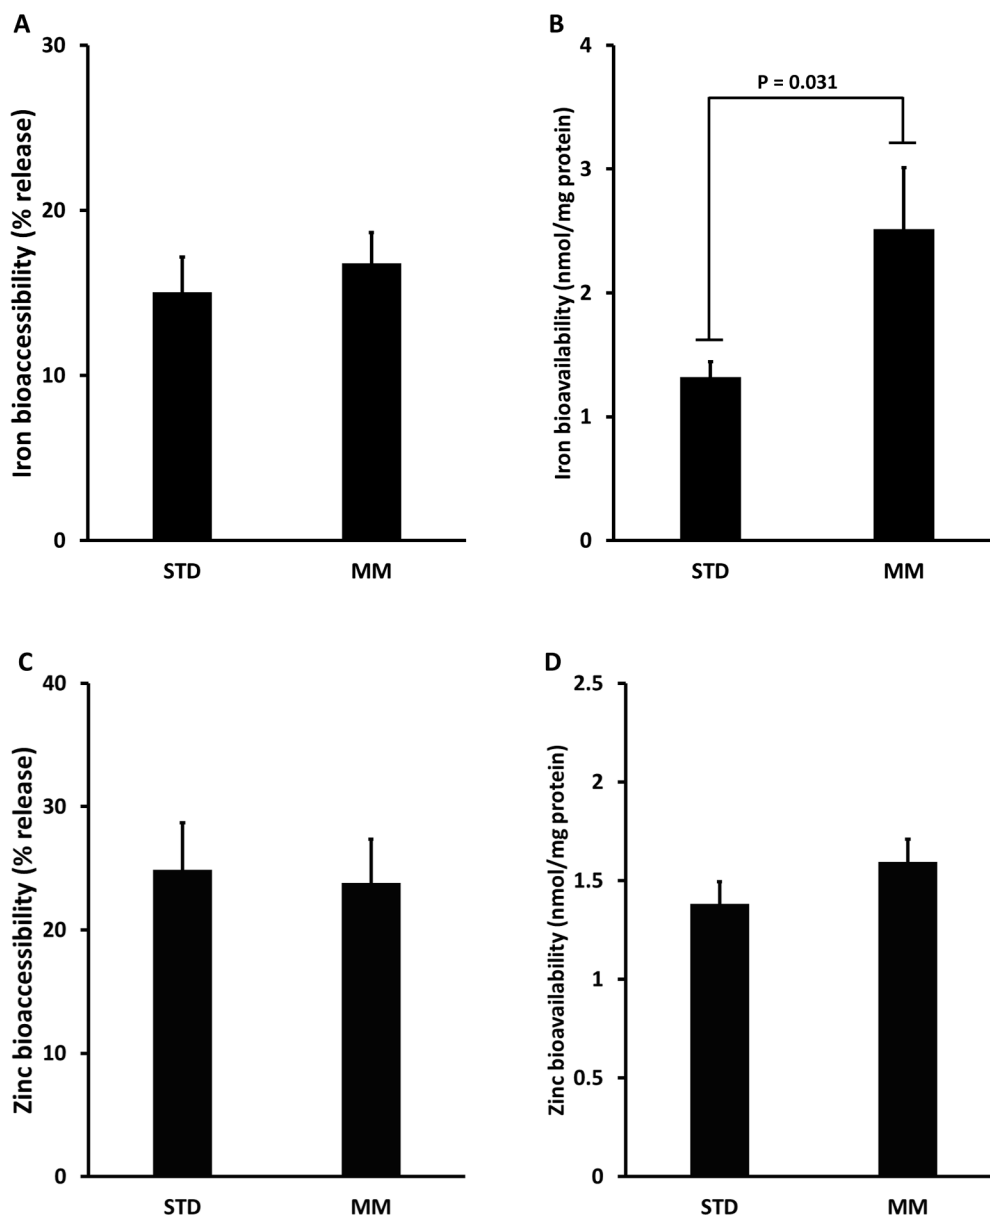 A
Iron bioaccessibility (% release)
30
20
10
0
STD MM
B
Iron bioavailability (nmol/mg protein)
4
3
2
1
0
P = 0.031
STD MM
C
Zinc bioaccessibility (% release)
40
30
20
10
0
STD MM
D
Zinc bioavailability (nmol/mg protein)
2.5
2
1.5
1
0.5
0
STD MM